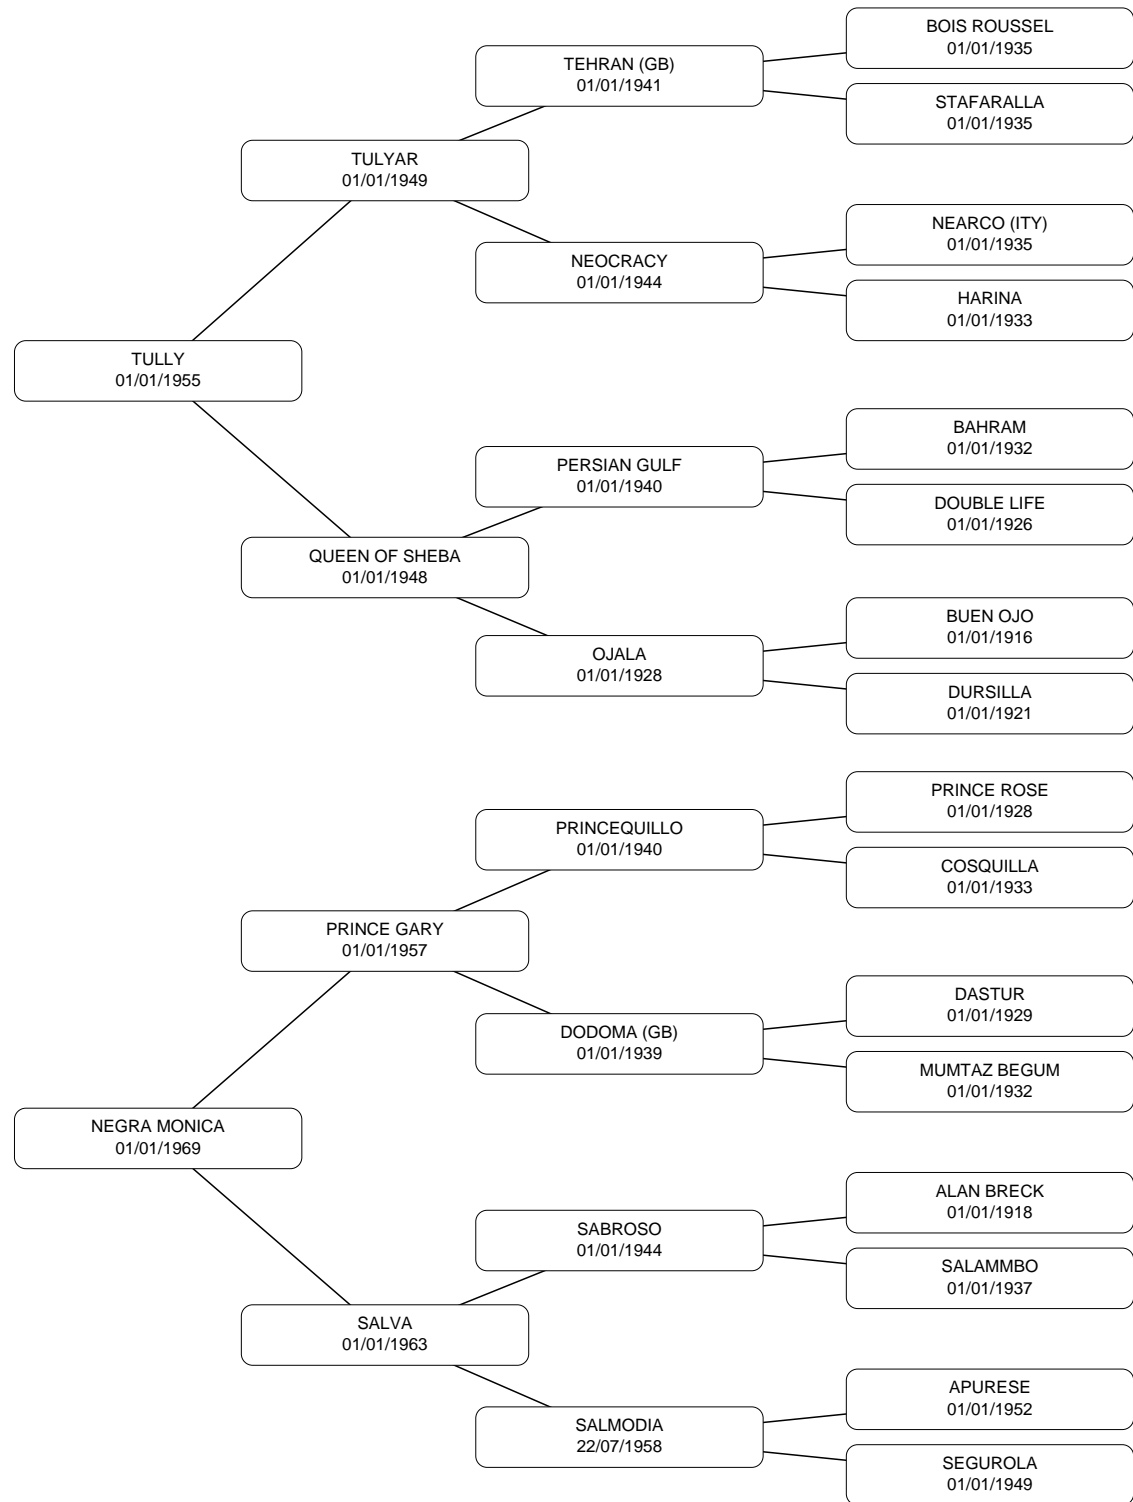 BOIS ROUSSEL
01/01/1935
TEHRAN (GB)
01/01/1941
STAFARALLA
01/01/1935
TULYAR
01/01/1949
NEARCO (ITY)
01/01/1935
NEOCRACY
01/01/1944
HARINA
01/01/1933
TULLY
01/01/1955
BAHRAM
01/01/1932
PERSIAN GULF
01/01/1940
DOUBLE LIFE
01/01/1926
QUEEN OF SHEBA
01/01/1948
BUEN OJO
01/01/1916
OJALA
01/01/1928
DURSILLA
01/01/1921
PRINCE ROSE
01/01/1928
PRINCEQUILLO
01/01/1940
COSQUILLA
01/01/1933
PRINCE GARY
01/01/1957
DASTUR
01/01/1929
DODOMA (GB)
01/01/1939
MUMTAZ BEGUM
01/01/1932
NEGRA MONICA
01/01/1969
ALAN BRECK
01/01/1918
SABROSO
01/01/1944
SALAMMBO
01/01/1937
SALVA
01/01/1963
APURESE
01/01/1952
SALMODIA
22/07/1958
SEGUROLA
01/01/1949